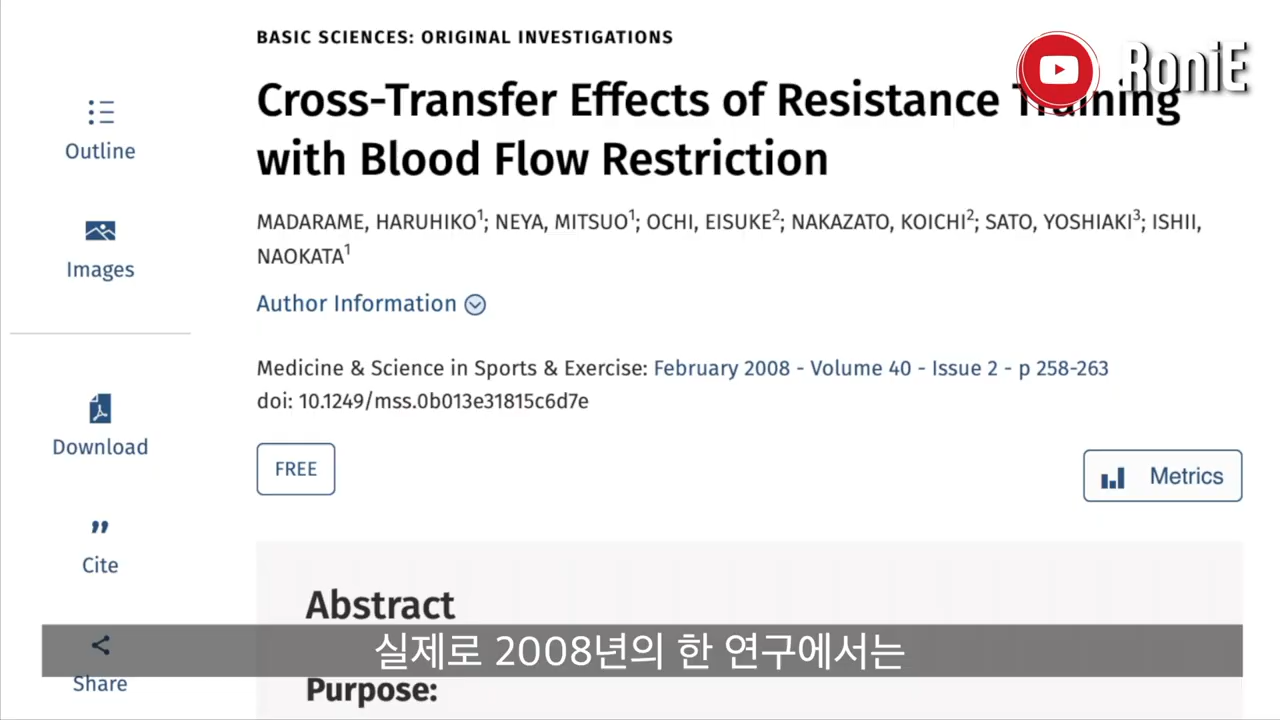 BASIC SCIENCES: ORIGINAL INVESTIGATIONS
RoniE
Cross-Transfer Effects of Resistance Training
with Blood Flow Restriction
Outline
MADARAME, HARUHIKO1; NEYA, MITSUO1; OCHI, EISUKE2; NAKAZATO, KOICHI2; SATO, YOSHIAKI3; ISHII,
NAOKATA1
Images
Author Information
Medicine & Science in Sports & Exercise: February 2008 - Volume 40 - Issue 2 - p 258-263
doi: 10.1249/mss.0b013e31815c6d7e
Download
FREE
Metrics
Cite
Abstract
실제로 2008년의 한 연구에서는
Share
Purpose: